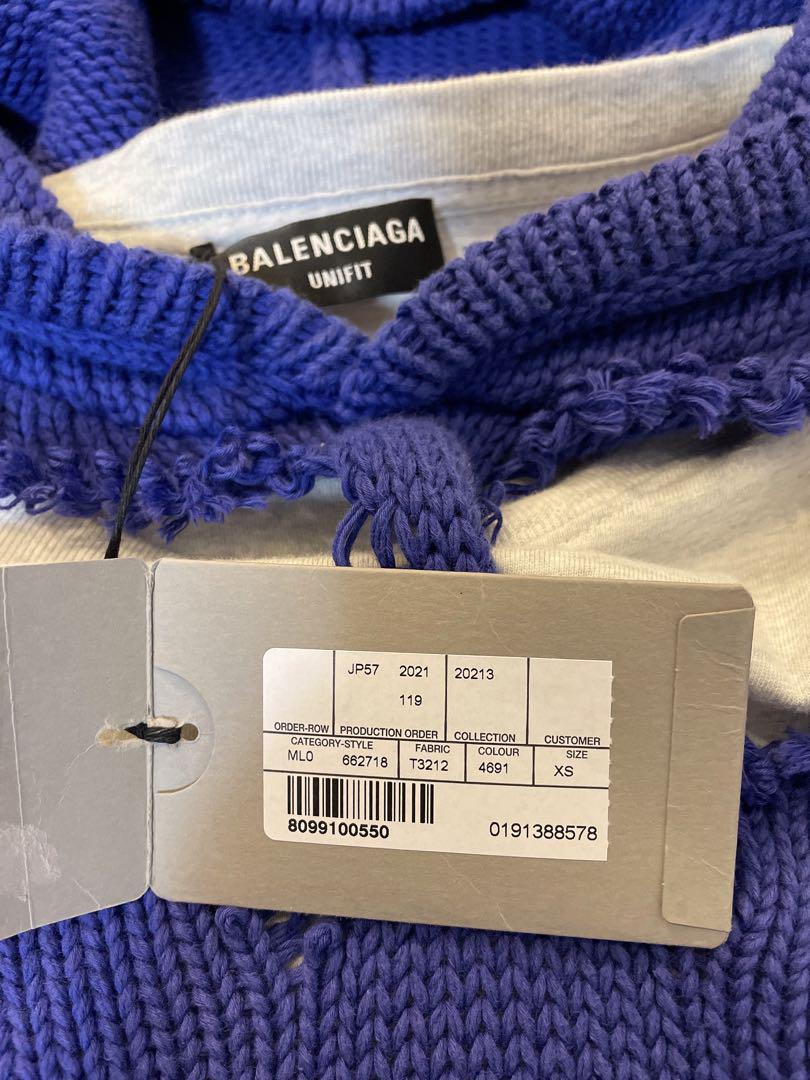 BALENCIAGA
UNIFIT
JP57 2021 20213
119
ORDER-ROW PRODUCTION ORDER COLLECTION CUSTOMER
CATEGORY-STYLE FABRIC COLOUR SIZE
ML0 662718 T3212 4691 XS
8099100550 0191388578